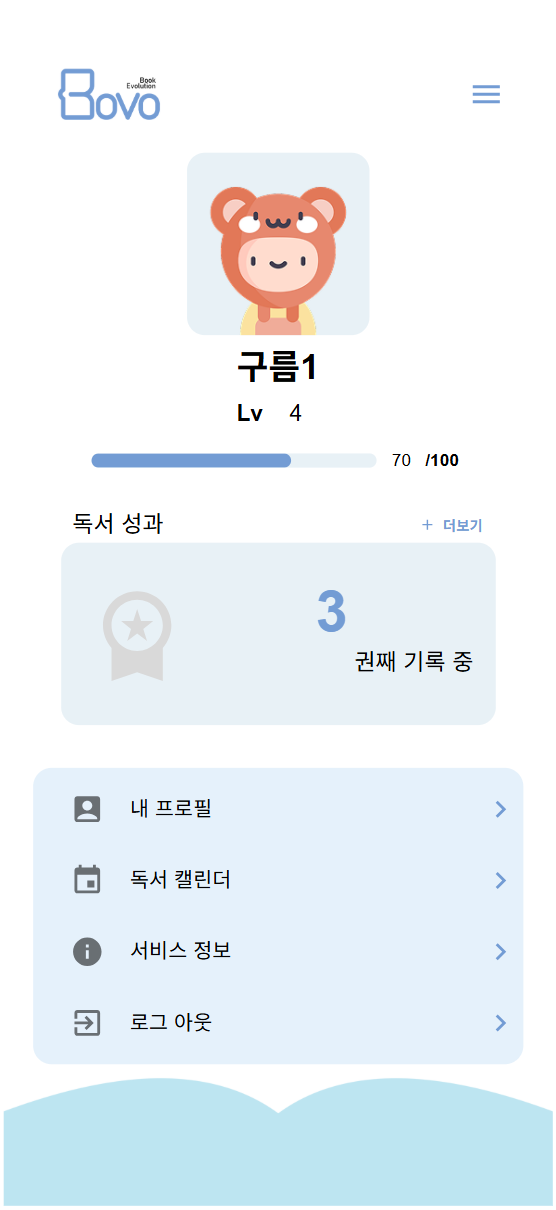 Book
Evolution
Bovo
구름1
Lv 4
70 /100
독서 성과
+ 더보기
3
권째 기록 중
내 프로필
독서 캘린더
서비스 정보
로그 아웃